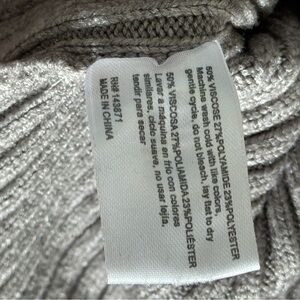 50% VISCOSE 27%POLYAMIDE 23%POLYESTER
Machine wash cold with like colors,
gentle cycle, do not bleach, lay flat to dry
50% VISCOSA 27%POLIAMIDA 23%POLIÉSTER
Lavar a máquina en frío con colores
similares, ciclo suave, no usar lejía,
tendir para secar
RN# 143871
MADE IN CHINA